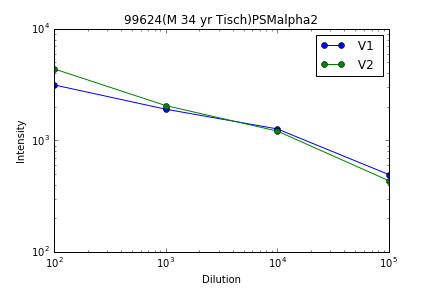 99624(M 34 yr Tisch)PSMalpha2
10^4
V1
V2
Intensity
10^3
10^2
10^2 10^3 10^4 10^5
Dilution